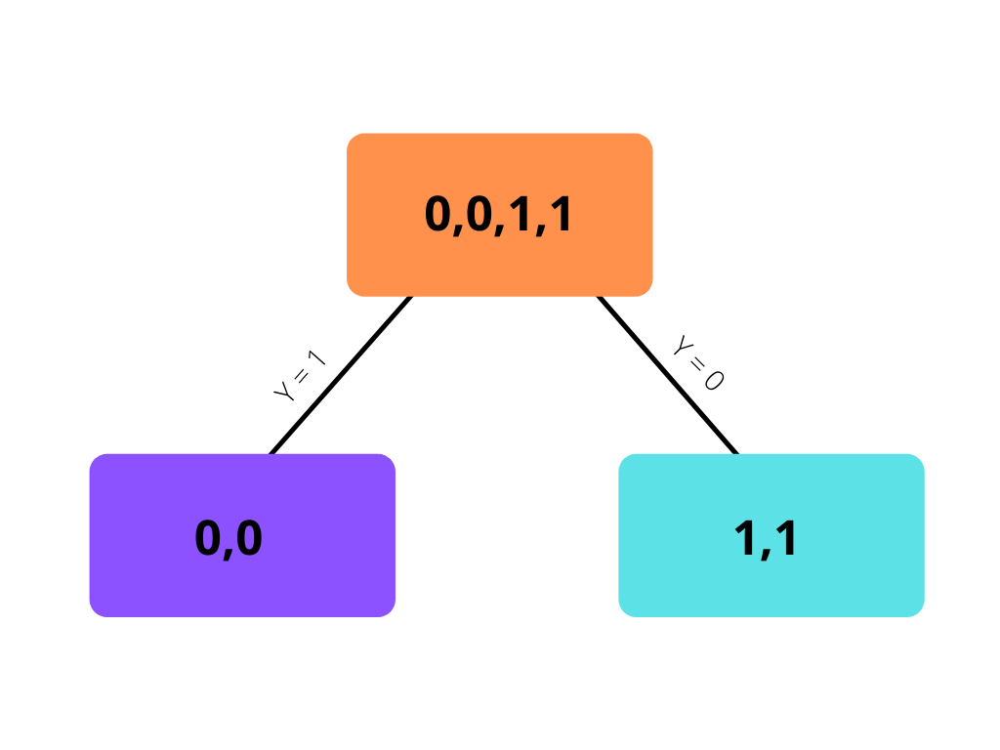 0,0,1,1
Y = 1
Y = 0
0,0
1,1